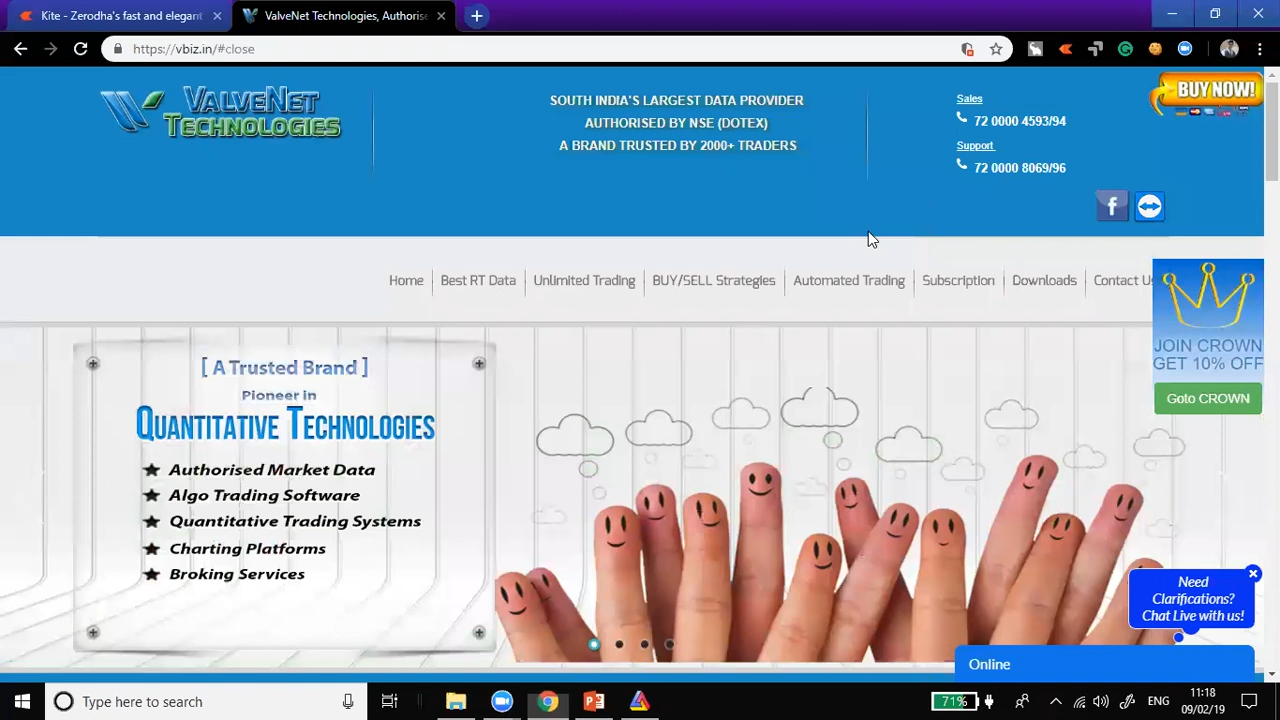 Kite - Zerodha's fast and elegant
ValveNet Technologies, Authorise
https://vbiz.in/#close
VALVENET
TECHNOLOGIES
SOUTH INDIA'S LARGEST DATA PROVIDER
AUTHORISED BY NSE (DOTEX)
A BRAND TRUSTED BY 2000+ TRADERS
Sales
72 0000 4593/94
Support
72 0000 8069/96
BUY NOW!
Home
Best RT Data
Unlimited Trading
BUY/SELL Strategies
Automated Trading
Subscription
Downloads
Contact Us
JOIN CROWN
GET 10% OFF
Goto CROWN
[ A Trusted Brand ]
Pioneer in
QUANTITATIVE TECHNOLOGIES
★ Authorised Market Data
★ Algo Trading Software
★ Quantitative Trading Systems
★ Charting Platforms
★ Broking Services
Need
Clarifications?
Chat Live with us!
Online
Type here to search
71%
ENG
11:18
09/02/19